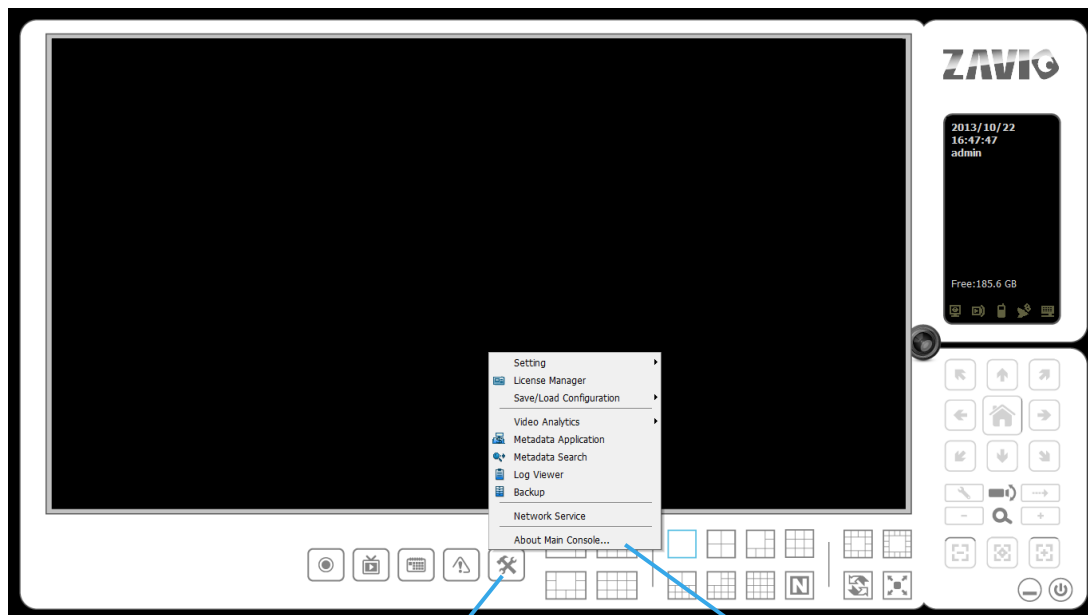 ZAVIO
2013/10/22
16:47:47
admin
Free:185.6 GB
Setting
License Manager
Save/Load Configuration
Video Analytics
Metadata Application
Metadata Search
Log Viewer
Backup
Network Service
About Main Console...
N